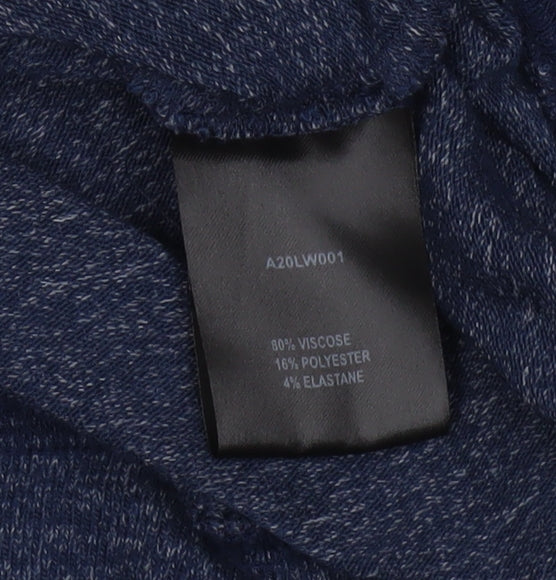 A20LW001
80% VISCOSE
16% POLYESTER
4% ELASTANE